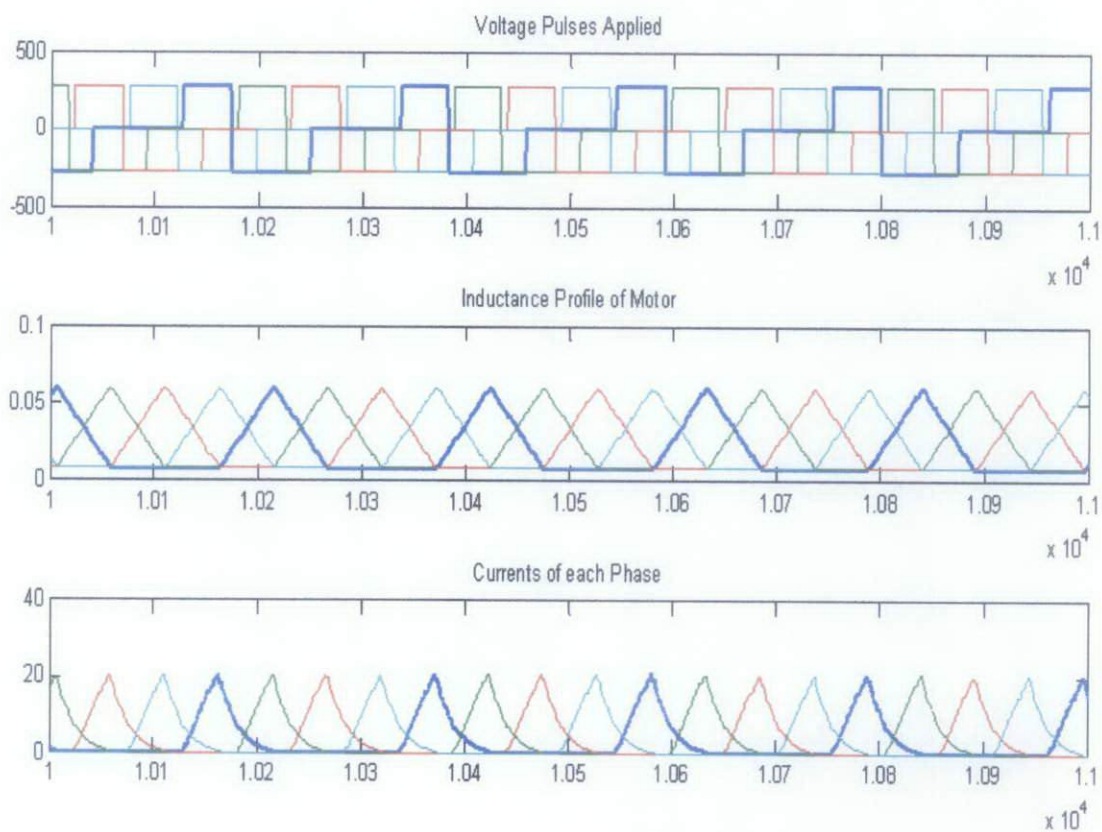 Voltage Pulses Applied
500
0
-500
1 1.01 1.02 1.03 1.04 1.05 1.06 1.07 1.08 1.09 1.1
x 10^4
Inductance Profile of Motor
0.1
0.05
0
1 1.01 1.02 1.03 1.04 1.05 1.06 1.07 1.08 1.09 1.1
x 10^4
Currents of each Phase
40
20
0
1 1.01 1.02 1.03 1.04 1.05 1.06 1.07 1.08 1.09 1.1
x 10^4